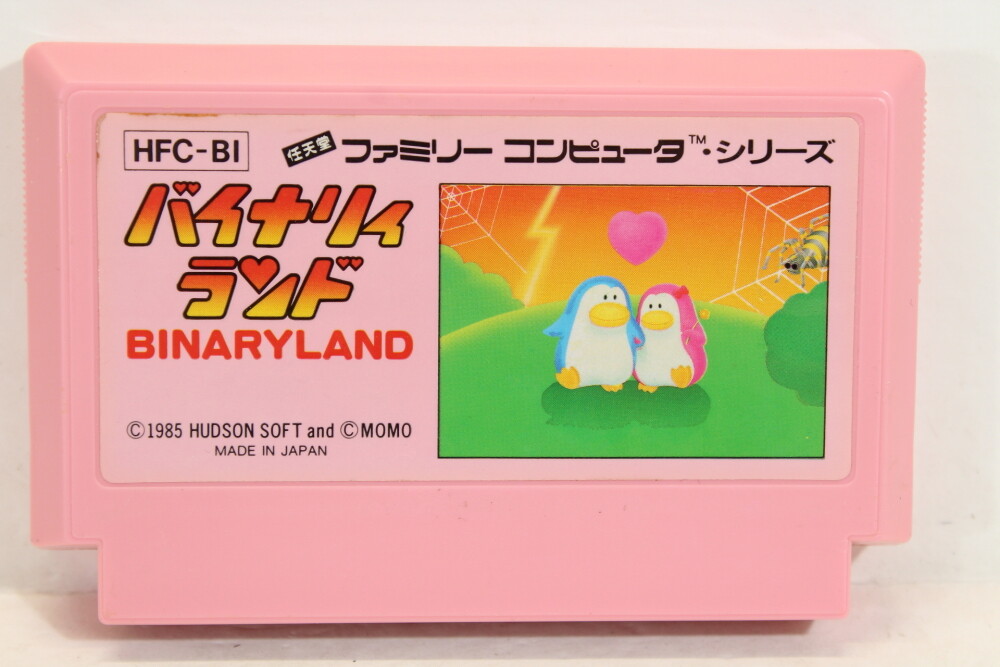 HFC-BI
任天堂 ファミリー コンピュータ™・シリーズ
バイナリィ
ランド
BINARYLAND
©1985 HUDSON SOFT and ©MOMO
MADE IN JAPAN